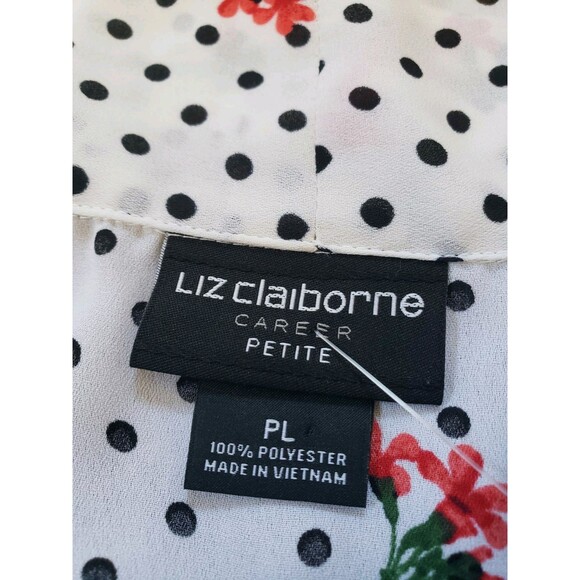 Liz claiborne
CAREER
PETITE
PL
100% POLYESTER
MADE IN VIETNAM